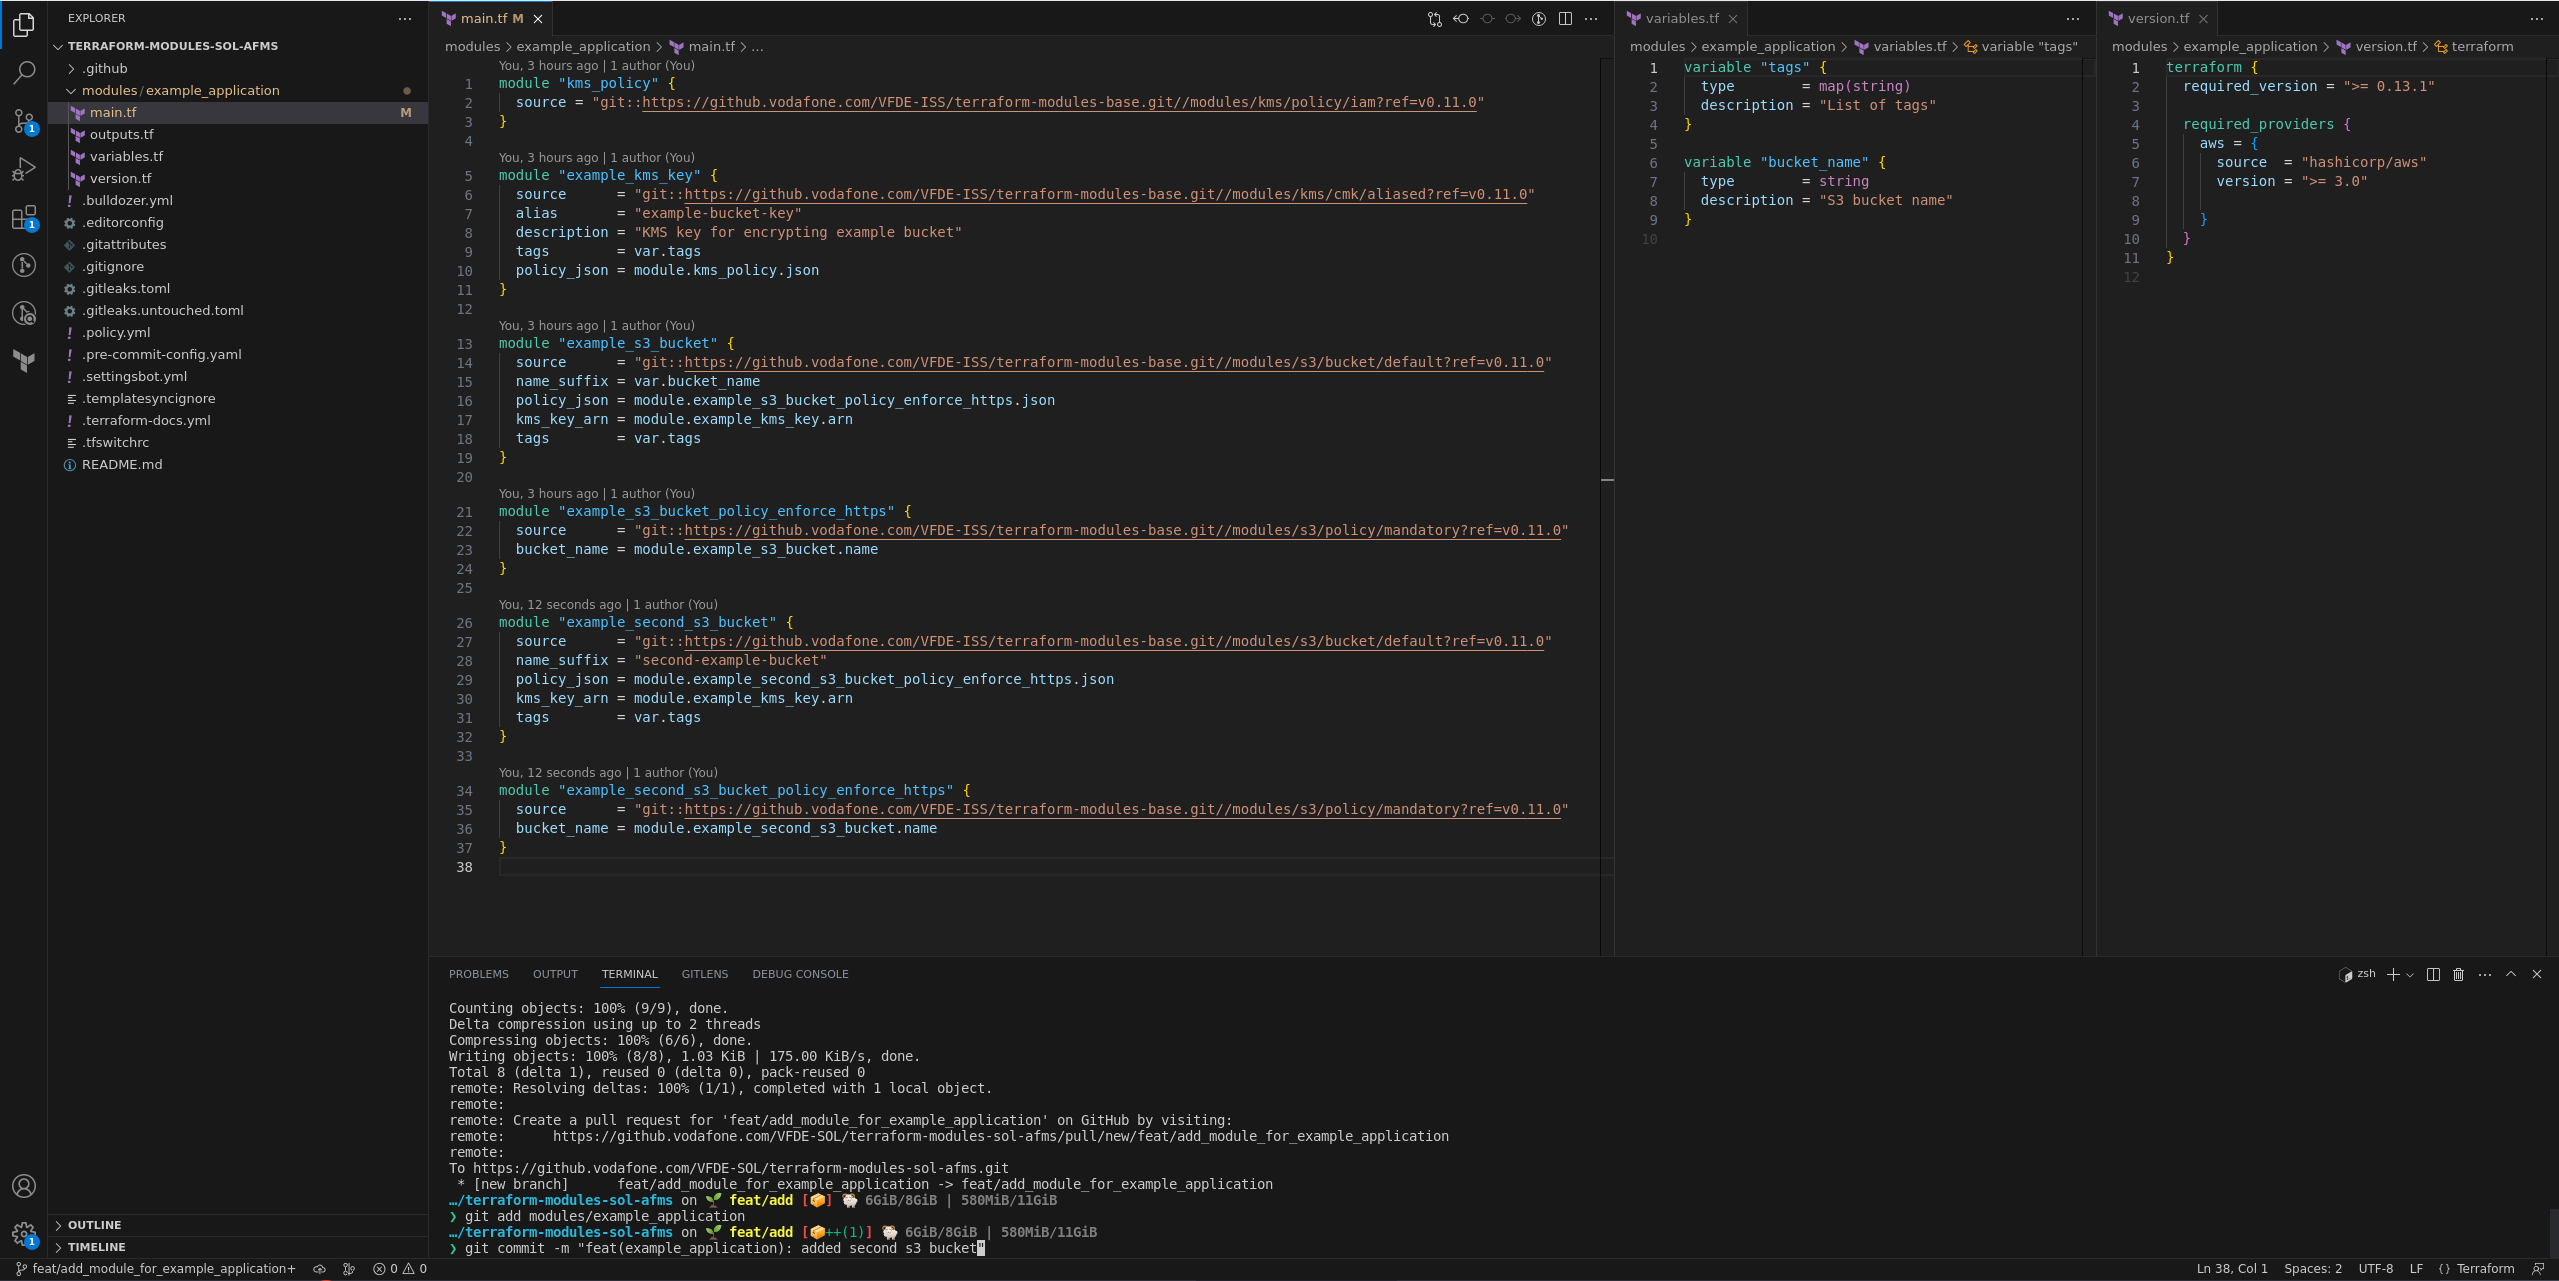 EXPLORER
TERRAFORM-MODULES-SOL-AFMS
.github
modules / example_application
main.tf M
outputs.tf
variables.tf
version.tf
.bulldozer.yml
.editorconfig
.gitattributes
.gitignore
.gitleaks.toml
.gitleaks.untouched.toml
.policy.yml
.pre-commit-config.yaml
.settingsbot.yml
.templatesyncignore
.terraform-docs.yml
.tfswitchrc
README.md
OUTLINE
TIMELINE
1
1
1
main.tf M
modules > example_application > main.tf > ...
You, 3 hours ago | 1 author (You)
1 module "kms_policy" {
2   source = "git::https://github.vodafone.com/VFDE-ISS/terraform-modules-base.git//modules/kms/policy/iam?ref=v0.11.0"
3 }
4
You, 3 hours ago | 1 author (You)
5 module "example_kms_key" {
6   source      = "git::https://github.vodafone.com/VFDE-ISS/terraform-modules-base.git//modules/kms/cmk/aliased?ref=v0.11.0"
7   alias       = "example-bucket-key"
8   description = "KMS key for encrypting example bucket"
9   tags        = var.tags
10   policy_json = module.kms_policy.json
11 }
12
You, 3 hours ago | 1 author (You)
13 module "example_s3_bucket" {
14   source      = "git::https://github.vodafone.com/VFDE-ISS/terraform-modules-base.git//modules/s3/bucket/default?ref=v0.11.0"
15   name_suffix = var.bucket_name
16   policy_json = module.example_s3_bucket_policy_enforce_https.json
17   kms_key_arn = module.example_kms_key.arn
18   tags        = var.tags
19 }
20
You, 3 hours ago | 1 author (You)
21 module "example_s3_bucket_policy_enforce_https" {
22   source      = "git::https://github.vodafone.com/VFDE-ISS/terraform-modules-base.git//modules/s3/policy/mandatory?ref=v0.11.0"
23   bucket_name = module.example_s3_bucket.name
24 }
25
You, 12 seconds ago | 1 author (You)
26 module "example_second_s3_bucket" {
27   source      = "git::https://github.vodafone.com/VFDE-ISS/terraform-modules-base.git//modules/s3/bucket/default?ref=v0.11.0"
28   name_suffix = "second-example-bucket"
29   policy_json = module.example_second_s3_bucket_policy_enforce_https.json
30   kms_key_arn = module.example_kms_key.arn
31   tags        = var.tags
32 }
33
You, 12 seconds ago | 1 author (You)
34 module "example_second_s3_bucket_policy_enforce_https" {
35   source      = "git::https://github.vodafone.com/VFDE-ISS/terraform-modules-base.git//modules/s3/policy/mandatory?ref=v0.11.0"
36   bucket_name = module.example_second_s3_bucket.name
37 }
38
variables.tf
modules > example_application > variables.tf > variable "tags"
1 variable "tags" {
2   type        = map(string)
3   description = "List of tags"
4 }
5
6 variable "bucket_name" {
7   type        = string
8   description = "S3 bucket name"
9 }
10
version.tf
modules > example_application > version.tf > terraform
1 terraform {
2   required_version = ">= 0.13.1"
3
4   required_providers {
5     aws = {
6       source  = "hashicorp/aws"
7       version = ">= 3.0"
8
9     }
10   }
11 }
12
PROBLEMS OUTPUT TERMINAL GITLENS DEBUG CONSOLE
zsh
Counting objects: 100% (9/9), done.
Delta compression using up to 2 threads
Compressing objects: 100% (6/6), done.
Writing objects: 100% (8/8), 1.03 KiB | 175.00 KiB/s, done.
Total 8 (delta 1), reused 0 (delta 0), pack-reused 0
remote: Resolving deltas: 100% (1/1), completed with 1 local object.
remote:
remote: Create a pull request for 'feat/add_module_for_example_application' on GitHub by visiting:
remote:      https://github.vodafone.com/VFDE-SOL/terraform-modules-sol-afms/pull/new/feat/add_module_for_example_application
remote:
To https://github.vodafone.com/VFDE-SOL/terraform-modules-sol-afms.git
 * [new branch]      feat/add_module_for_example_application -> feat/add_module_for_example_application
…/terraform-modules-sol-afms on 🌱 feat/add [📦] 🐏 6GiB/8GiB | 580MiB/11GiB
❯ git add modules/example_application
…/terraform-modules-sol-afms on 🌱 feat/add [📦++(1)] 🐏 6GiB/8GiB | 580MiB/11GiB
❯ git commit -m "feat(example_application): added second s3 bucket"
1
feat/add_module_for_example_application+ 0 0
Ln 38, Col 1 Spaces: 2 UTF-8 LF {} Terraform